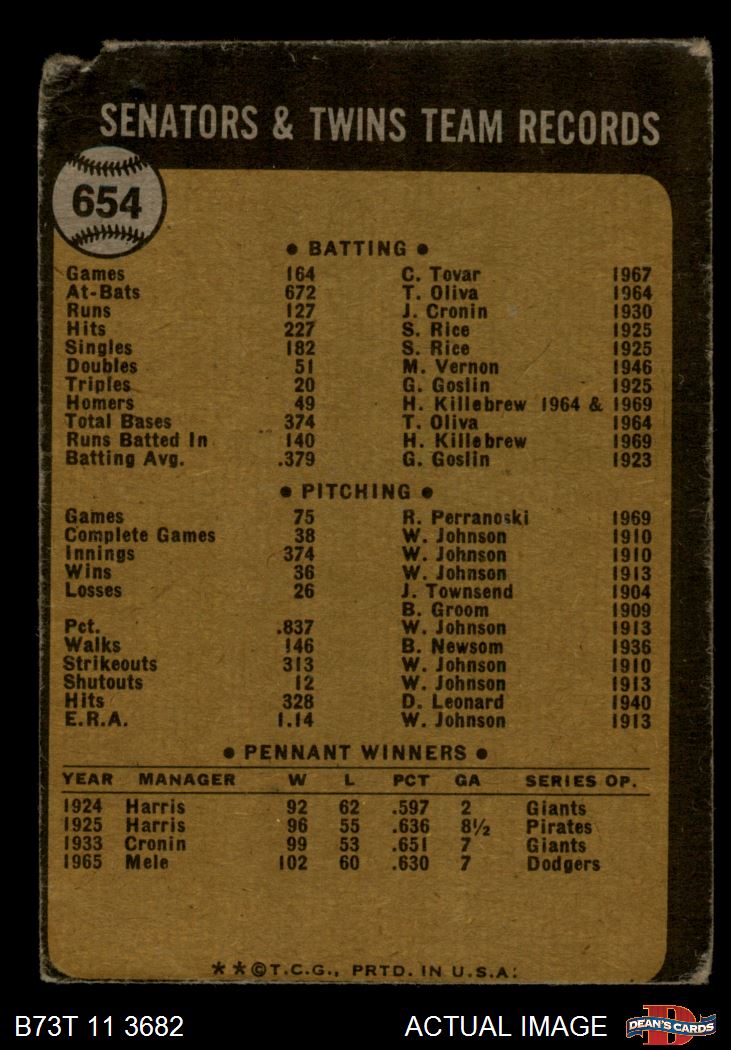 SENATORS & TWINS TEAM RECORDS
654
• BATTING •
Games 164 C. Tovar 1967
At-Bats 672 T. Oliva 1964
Runs 127 J. Cronin 1930
Hits 227 S. Rice 1925
Singles 182 S. Rice 1925
Doubles 51 M. Vernon 1946
Triples 20 G. Goslin 1925
Homers 49 H. Killebrew 1964 & 1969
Total Bases 374 T. Oliva 1964
Runs Batted In 140 H. Killebrew 1969
Batting Avg. .379 G. Goslin 1923
• PITCHING •
Games 75 R. Perranoski 1969
Complete Games 38 W. Johnson 1910
Innings 374 W. Johnson 1910
Wins 36 W. Johnson 1913
Losses 26 J. Townsend 1904
B. Groom 1909
Pct. .837 W. Johnson 1913
Walks 146 B. Newsom 1936
Strikeouts 313 W. Johnson 1910
Shutouts 12 W. Johnson 1913
Hits 328 D. Leonard 1940
E.R.A. 1.14 W. Johnson 1913
• PENNANT WINNERS •
YEAR MANAGER W L PCT GA SERIES OP.
1924 Harris 92 62 .597 2 Giants
1925 Harris 96 55 .636 8½ Pirates
1933 Cronin 99 53 .651 7 Giants
1965 Mele 102 60 .630 7 Dodgers
**©T.C.G., PRTD. IN U.S.A.
B73T 11 3682 ACTUAL IMAGE D DEAN'S CARDS